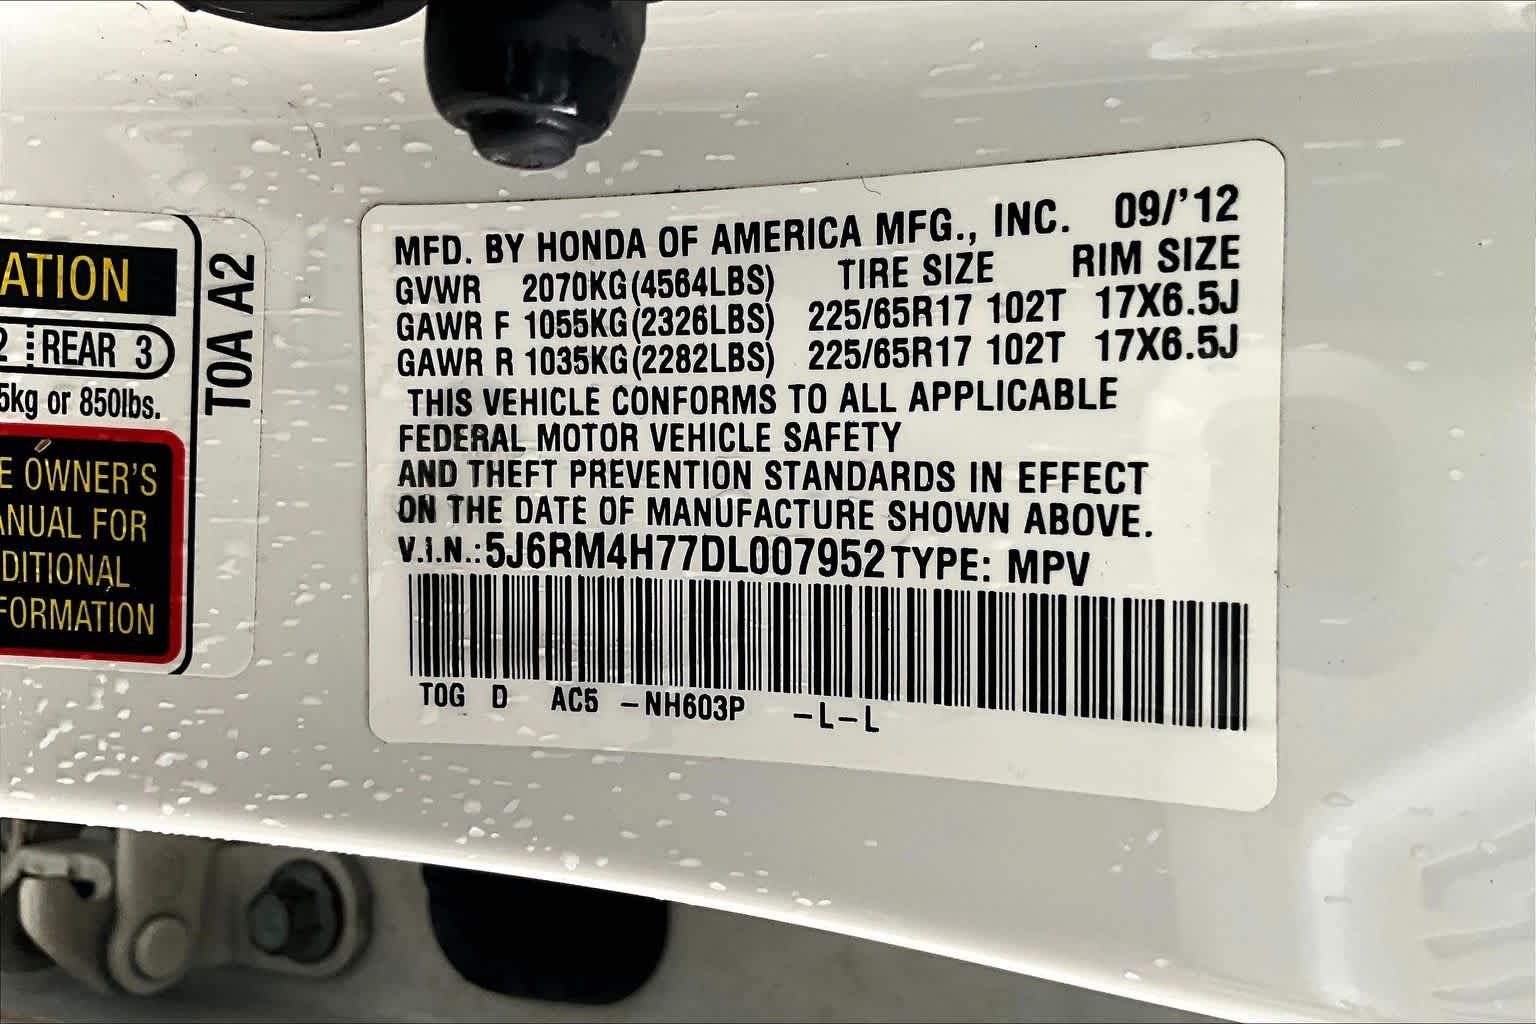 ATION
2 REAR 3
5kg or 850lbs.
E OWNER'S
ANUAL FOR
DITIONAL
FORMATION
T0A A2
MFD. BY HONDA OF AMERICA MFG., INC. 09/'12
GVWR 2070KG(4564LBS) TIRE SIZE RIM SIZE
GAWR F 1055KG(2326LBS) 225/65R17 102T 17X6.5J
GAWR R 1035KG(2282LBS) 225/65R17 102T 17X6.5J
THIS VEHICLE CONFORMS TO ALL APPLICABLE
FEDERAL MOTOR VEHICLE SAFETY
AND THEFT PREVENTION STANDARDS IN EFFECT
ON THE DATE OF MANUFACTURE SHOWN ABOVE.
V.I.N.:5J6RM4H77DL007952 TYPE: MPV
T0G D AC5 -NH603P -L-L